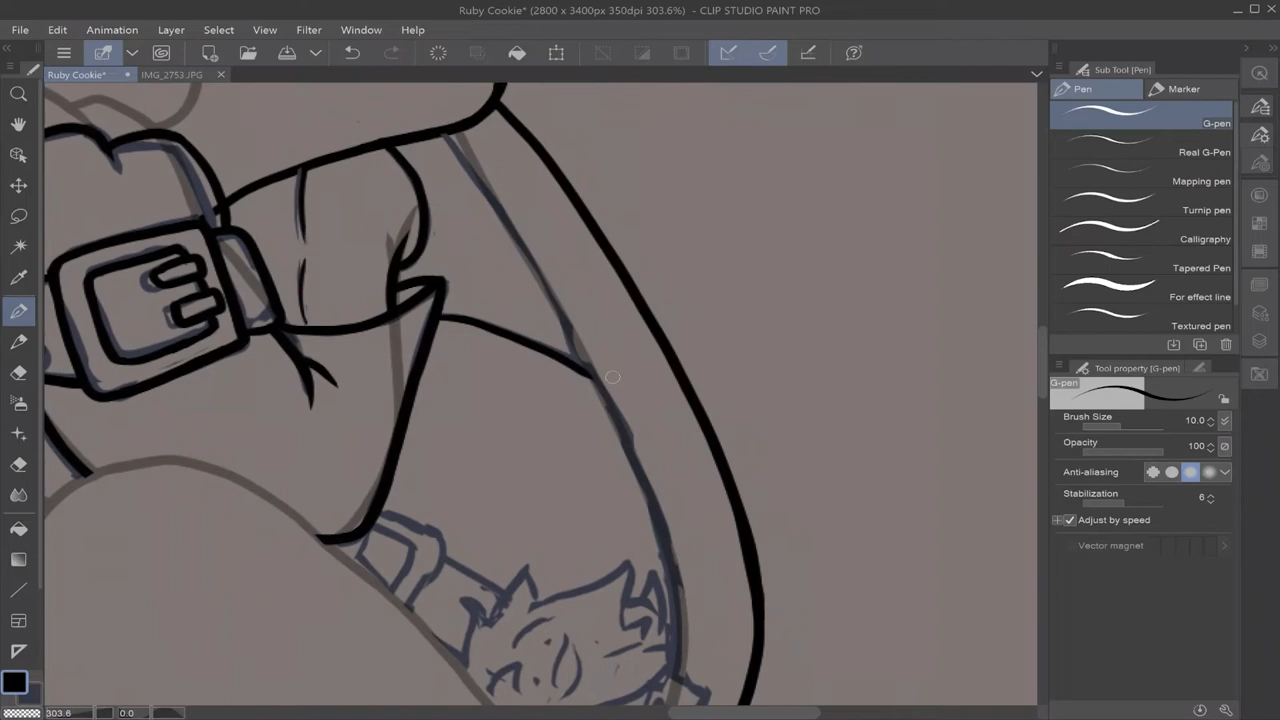 Ruby Cookie* (2800 x 3400px 350dpi 303.6%) - CLIP STUDIO PAINT PRO
File Edit Animation Layer Select View Filter Window Help
Ruby Cookie*
IMG_2753.JPG
Sub Tool [Pen]
Pen
Marker
G-pen
Real G-Pen
Mapping pen
Turnip pen
Calligraphy
Tapered Pen
For effect line
Textured pen
Tool property [G-pen]
G-pen
Brush Size 10.0
Opacity 100
Anti-aliasing
Stabilization 6
Adjust by speed
Vector magnet
303.6 0.0